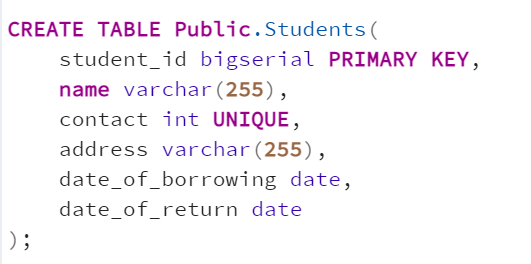 CREATE TABLE Public.Students(
    student_id bigserial PRIMARY KEY,
    name varchar(255),
    contact int UNIQUE,
    address varchar(255),
    date_of_borrowing date,
    date_of_return date
);